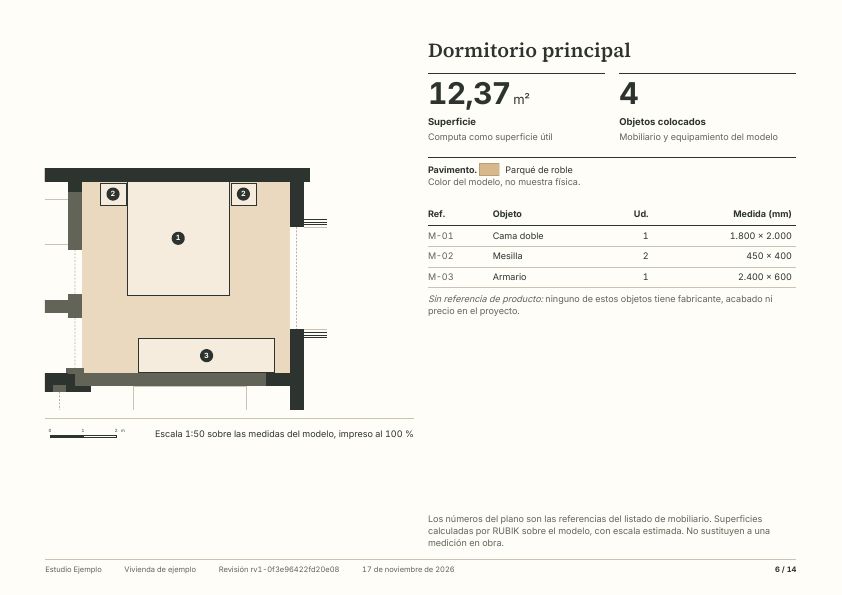 Dormitorio principal
12,37 m²
Superficie
Computa como superficie útil
4
Objetos colocados
Mobiliario y equipamiento del modelo
Pavimento. Parqué de roble
Color del modelo, no muestra física.
Ref. Objeto Ud. Medida (mm)
M-01 Cama doble 1 1.800 × 2.000
M-02 Mesilla 2 450 × 400
M-03 Armario 1 2.400 × 600
Sin referencia de producto: ninguno de estos objetos tiene fabricante, acabado ni
precio en el proyecto.
2 2
1
3
0 1 2 m
Escala 1:50 sobre las medidas del modelo, impreso al 100 %
Los números del plano son las referencias del listado de mobiliario. Superficies
calculadas por RUBIK sobre el modelo, con escala estimada. No sustituyen a una
medición en obra.
Estudio Ejemplo Vivienda de ejemplo Revisión rv1-0f3e96422fd20e08 17 de noviembre de 2026 6 / 14